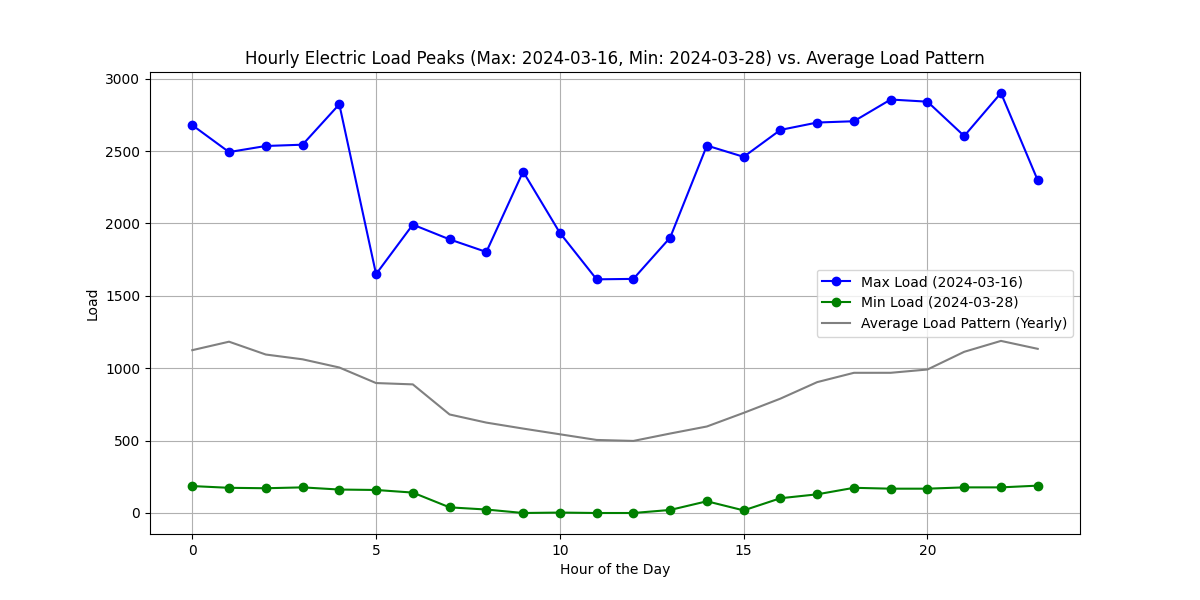 Hourly Electric Load Peaks (Max: 2024-03-16, Min: 2024-03-28) vs. Average Load Pattern
3000
2500
2000
1500
1000
500
0
Load
Max Load (2024-03-16)
Min Load (2024-03-28)
Average Load Pattern (Yearly)
0 5 10 15 20
Hour of the Day